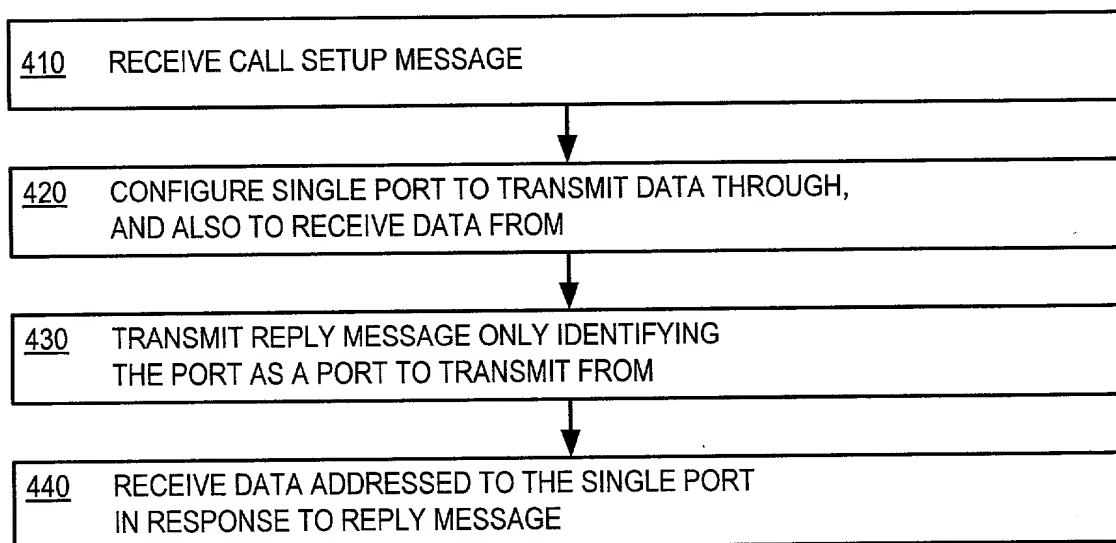 410 RECEIVE CALL SETUP MESSAGE
420 CONFIGURE SINGLE PORT TO TRANSMIT DATA THROUGH,
AND ALSO TO RECEIVE DATA FROM
430 TRANSMIT REPLY MESSAGE ONLY IDENTIFYING
THE PORT AS A PORT TO TRANSMIT FROM
440 RECEIVE DATA ADDRESSED TO THE SINGLE PORT
IN RESPONSE TO REPLY MESSAGE